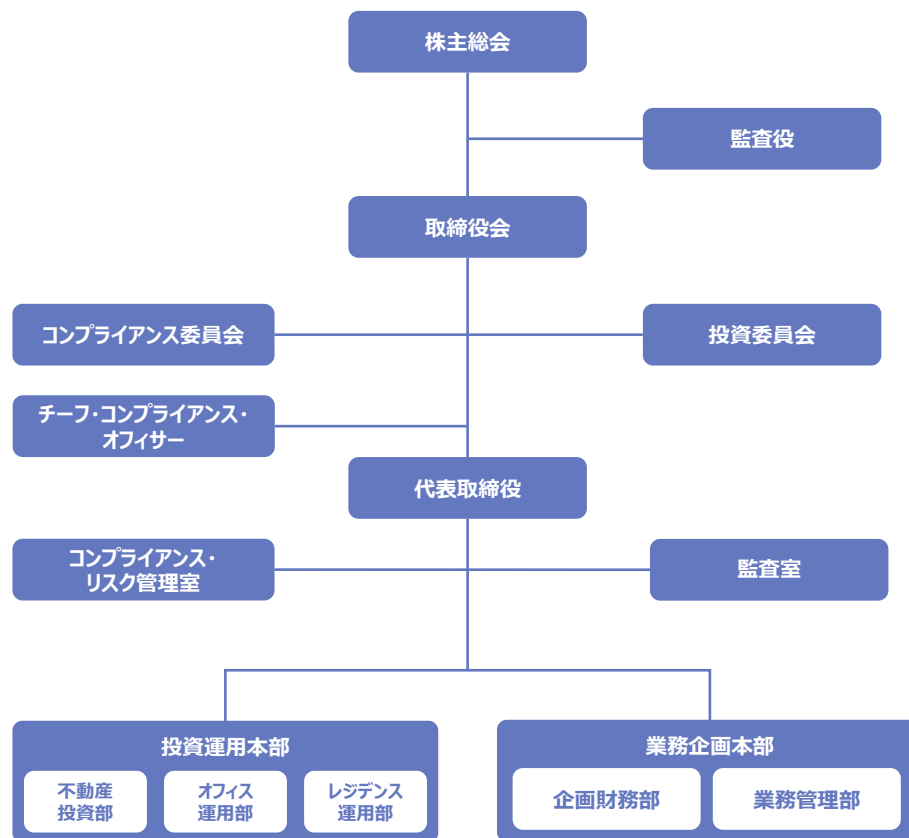 株主総会
監査役
取締役会
コンプライアンス委員会
投資委員会
チーフ・コンプライアンス・
オフィサー
代表取締役
コンプライアンス・
リスク管理室
監査室
投資運用本部
不動産
投資部
オフィス
運用部
レジデンス
運用部
業務企画本部
企画財務部
業務管理部